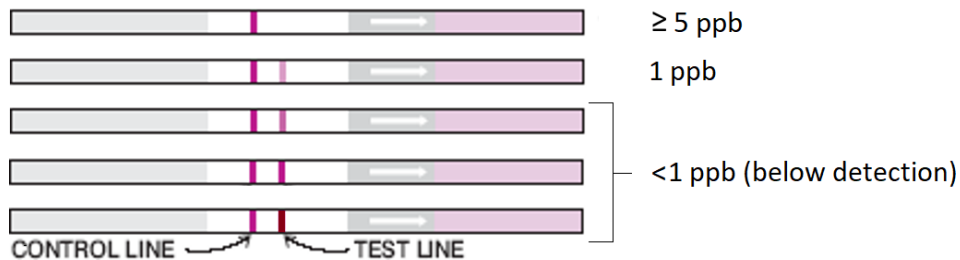 ≥ 5 ppb
1 ppb
<1 ppb (below detection)
CONTROL LINE
TEST LINE